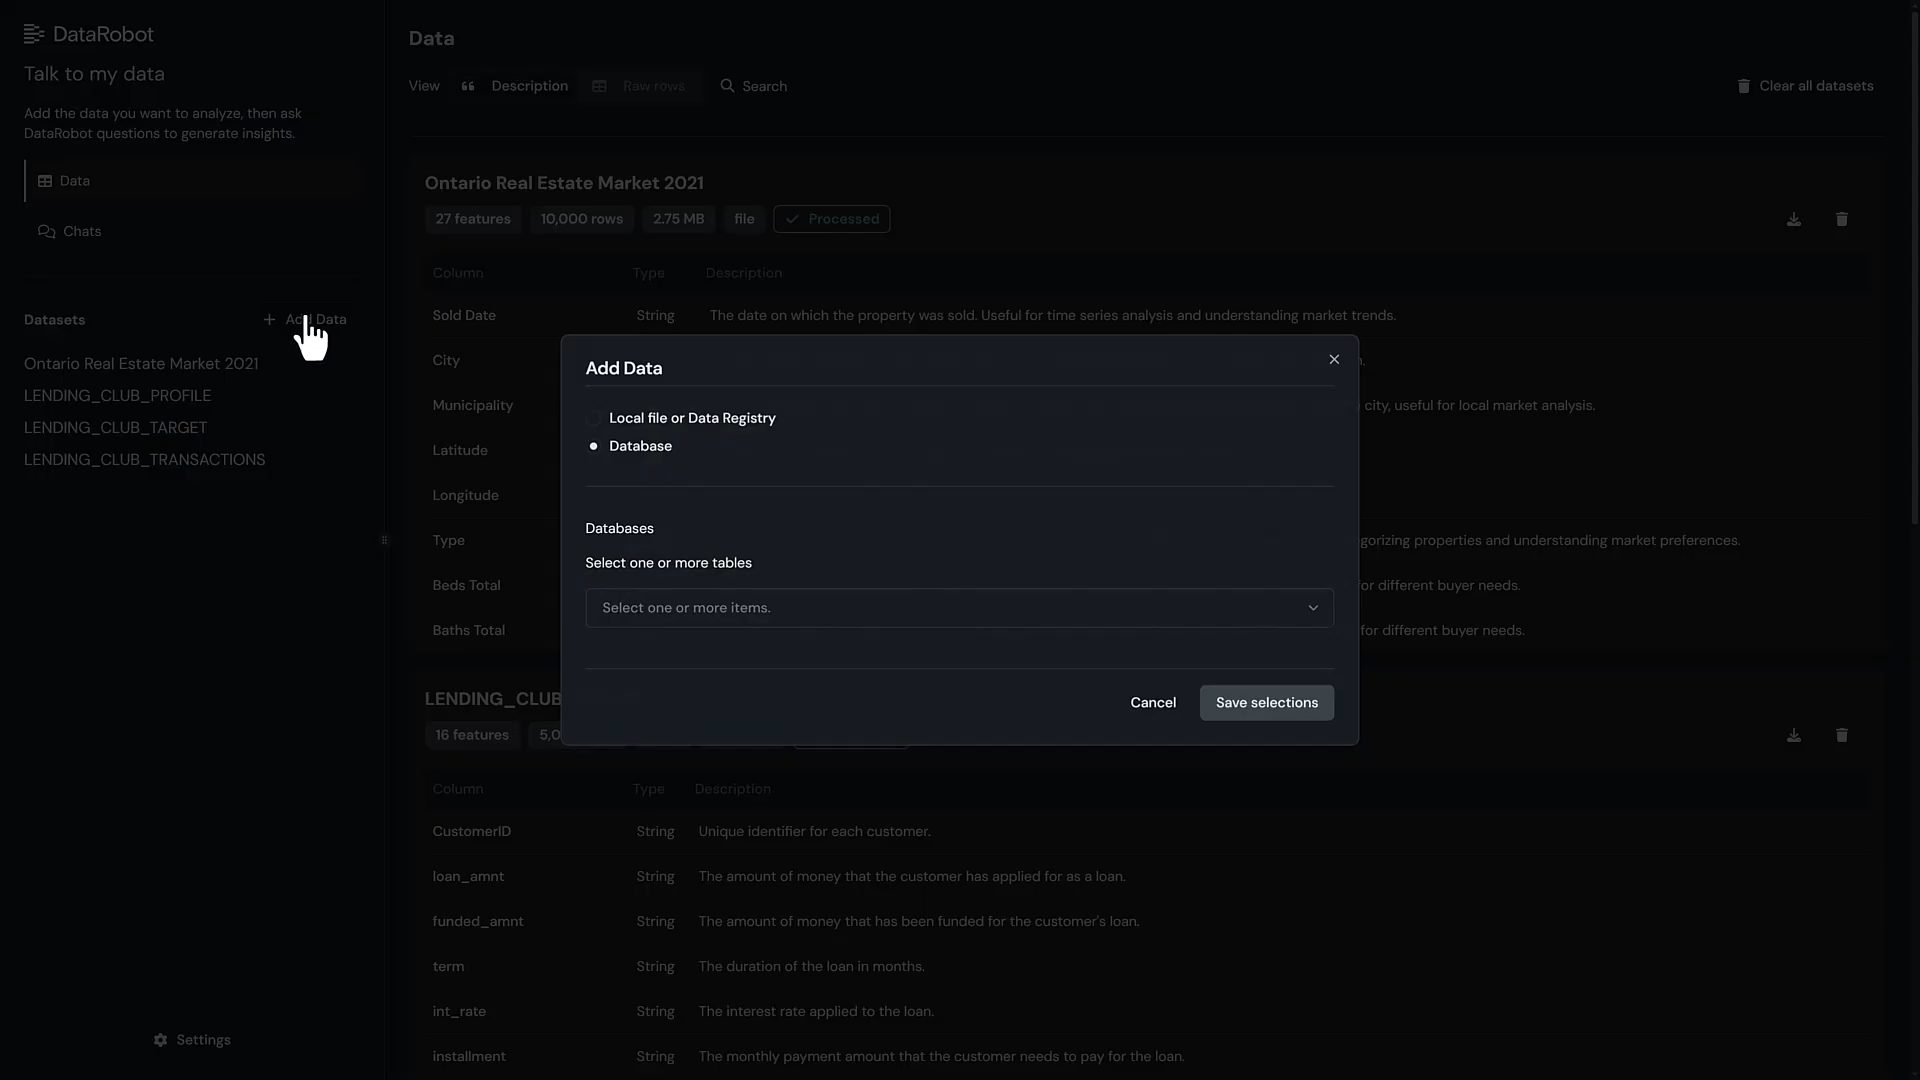 DataRobot
Talk to my data
Add the data you want to analyze, then ask
DataRobot questions to generate insights.
Data
Chats
Datasets
Add Data
Ontario Real Estate Market 2021
LENDING_CLUB_PROFILE
LENDING_CLUB_TARGET
LENDING_CLUB_TRANSACTIONS
Settings
Data
View Description Raw rows Search Clear all datasets
Ontario Real Estate Market 2021
27 features 10,000 rows 2.75 MB file Processed
Column Type Description
Sold Date String The date on which the property was sold. Useful for time series analysis and understanding market trends.
City
Municipality city, useful for local market analysis.
Latitude
Longitude
Type gorizing properties and understanding market preferences.
Beds Total or different buyer needs.
Baths Total for different buyer needs.
Add Data
Local file or Data Registry
Database
Databases
Select one or more tables
Select one or more items.
Cancel Save selections
LENDING_CLUB
16 features 5,0
Column Type Description
CustomerID String Unique identifier for each customer.
loan_amnt String The amount of money that the customer has applied for as a loan.
funded_amnt String The amount of money that has been funded for the customer's loan.
term String The duration of the loan in months.
int_rate String The interest rate applied to the loan.
installment String The monthly payment amount that the customer needs to pay for the loan.